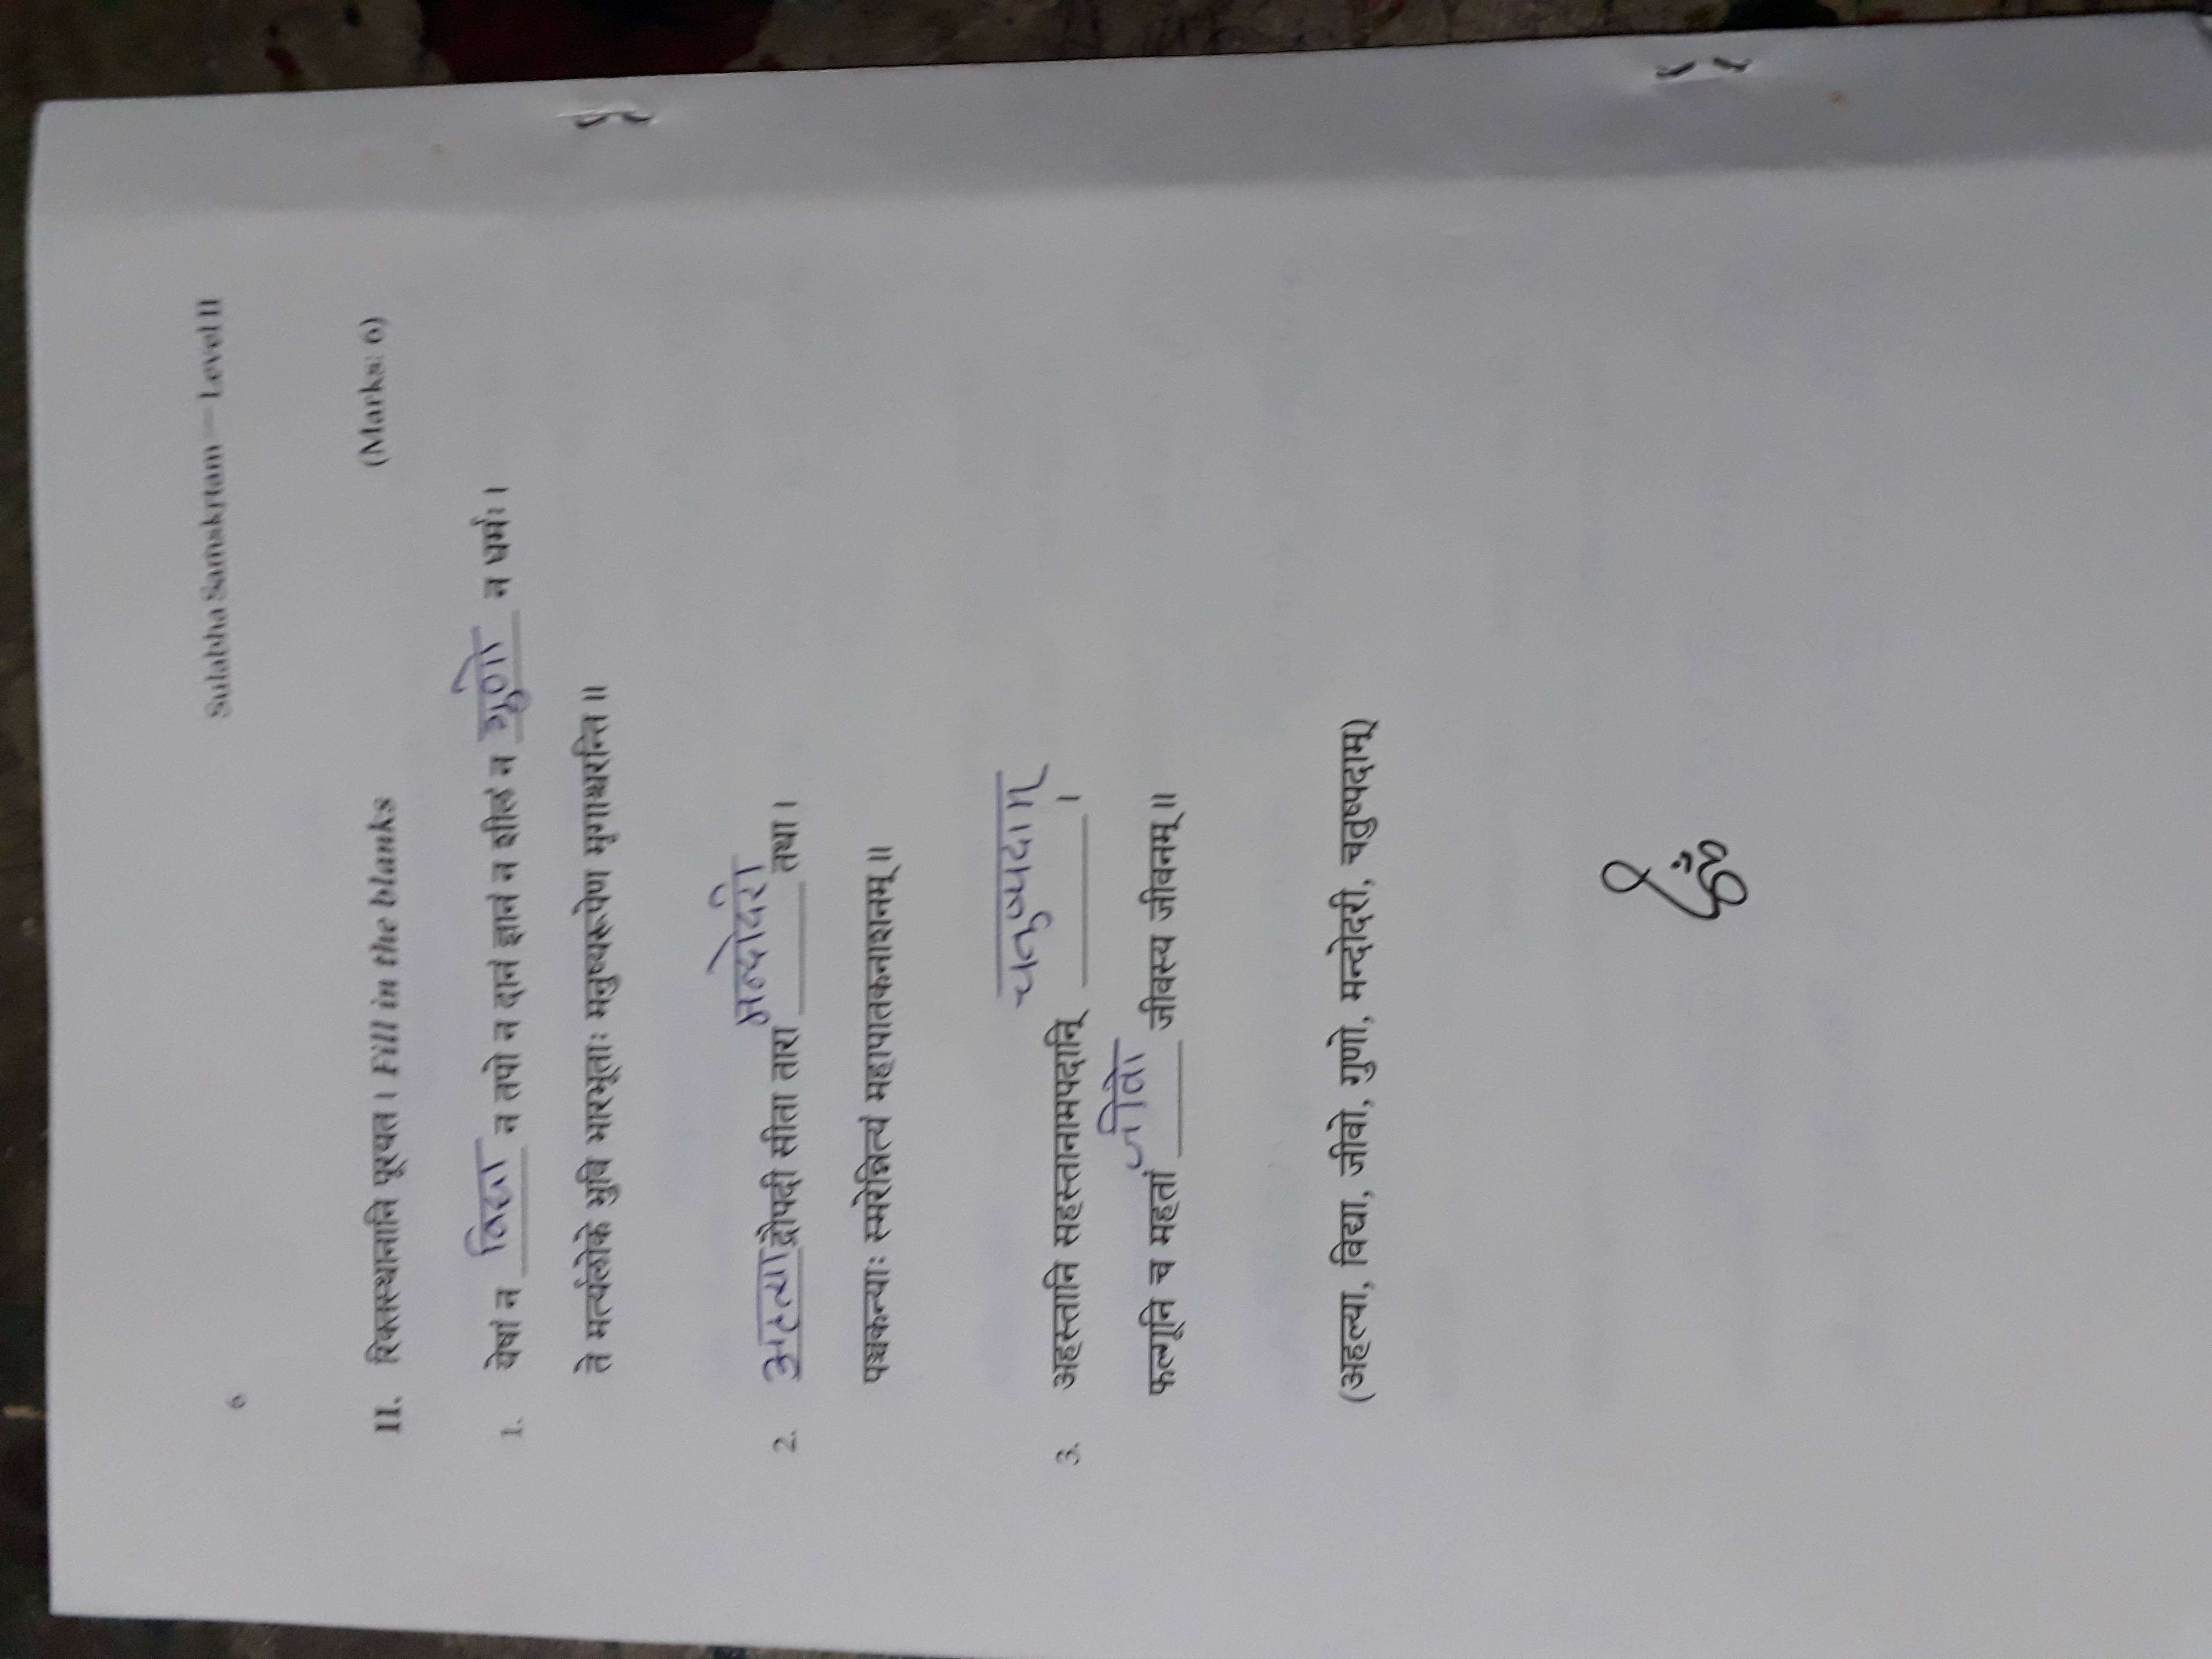 6 Sulabha Saṁskṛtam — Level II
II. रिक्तस्थानानि पूरयत । Fill in the blanks (Marks: 6)
1. येषां न विद्या न तपो न दानं ज्ञानं न शीलं न गुणो न धर्मः ।
ते मर्त्यलोके भुवि भारभूताः मनुष्यरूपेण मृगाश्चरन्ति ॥
2. अहल्या द्रौपदी सीता तारा मन्दोदरी तथा ।
पञ्चकन्याः स्मरेन्नित्यं महापातकनाशनम् ॥
3. अहस्तानि सहस्तानामपदानि चतुष्पदाम् ।
फल्गूनि च महतां जीवो जीवस्य जीवनम् ॥
(अहल्या, विद्या, जीवो, गुणो, मन्दोदरी, चतुष्पदाम्)
ॐ